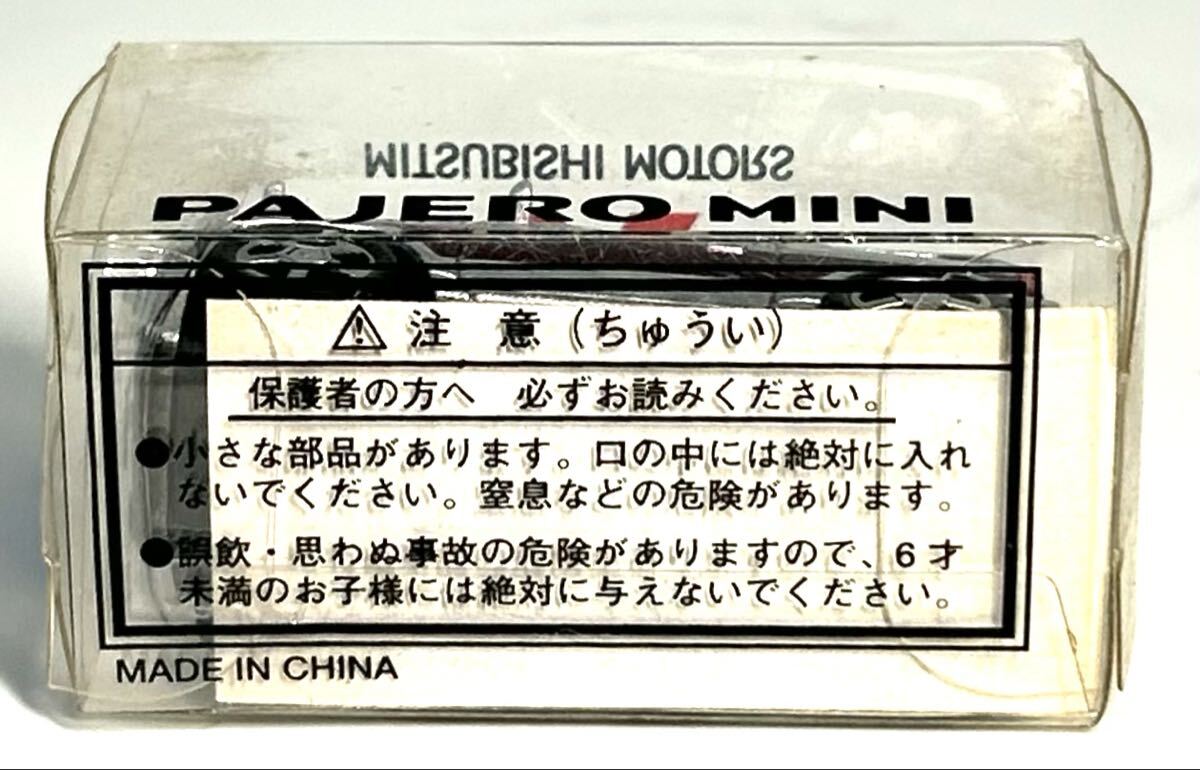 MITSUBISHI MOTORS
PAJERO MINI
⚠ 注 意 (ちゅうい)
保護者の方へ 必ずお読みください。
●小さな部品があります。口の中には絶対に入れ
ないでください。窒息などの危険があります。
●誤飲・思わぬ事故の危険がありますので、6才
未満のお子様には絶対に与えないでください。
MADE IN CHINA